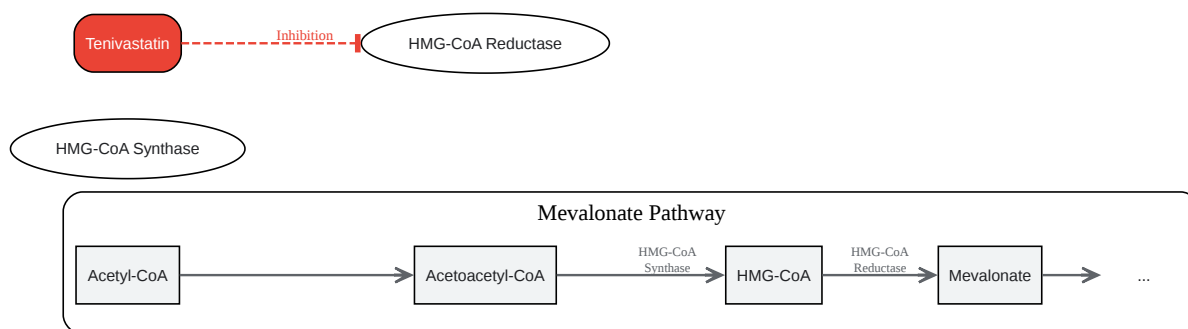 Tenivastatin
Inhibition
HMG-CoA Reductase
HMG-CoA Synthase
Mevalonate Pathway
Acetyl-CoA
Acetoacetyl-CoA
HMG-CoA
Synthase
HMG-CoA
HMG-CoA
Reductase
Mevalonate
...